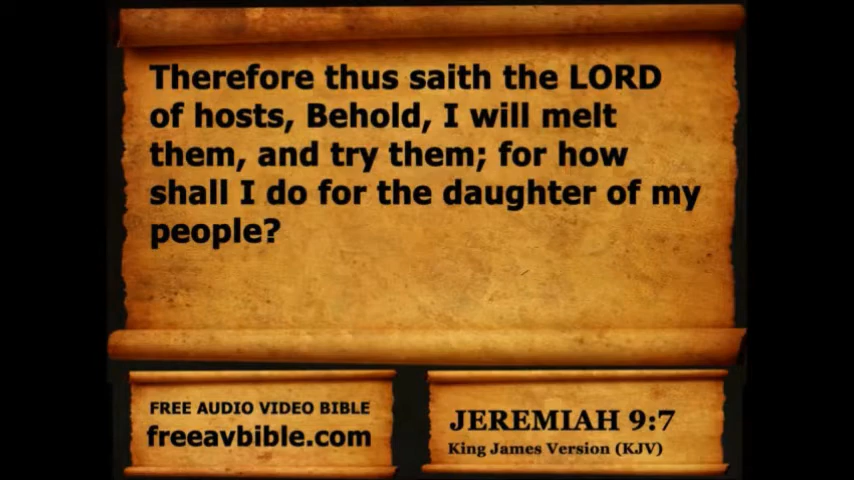 Therefore thus saith the LORD
of hosts, Behold, I will melt
them, and try them; for how
shall I do for the daughter of my
people?
FREE AUDIO VIDEO BIBLE
freeavbible.com
JEREMIAH 9:7
King James Version (KJV)